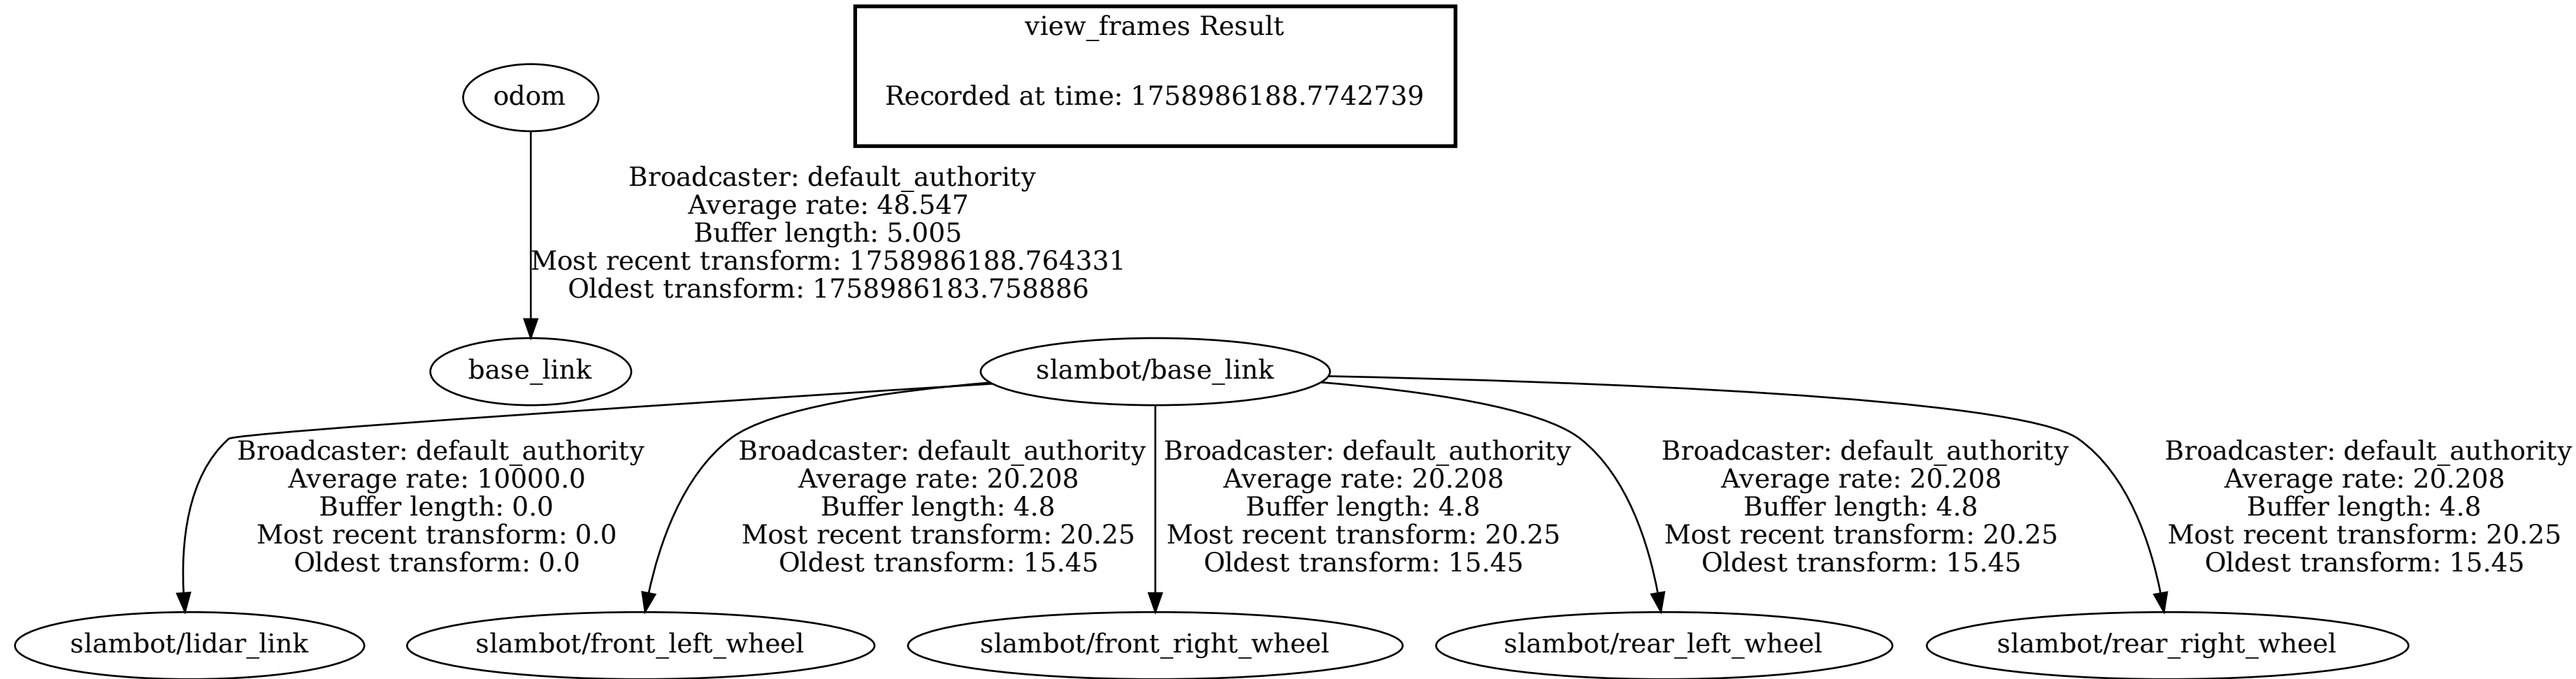 view_frames Result
Recorded at time: 1758986188.7742739
odom
Broadcaster: default_authority
Average rate: 48.547
Buffer length: 5.005
Most recent transform: 1758986188.764331
Oldest transform: 1758986183.758886
base_link
slambot/base_link
Broadcaster: default_authority
Average rate: 10000.0
Buffer length: 0.0
Most recent transform: 0.0
Oldest transform: 0.0
Broadcaster: default_authority
Average rate: 20.208
Buffer length: 4.8
Most recent transform: 20.25
Oldest transform: 15.45
Broadcaster: default_authority
Average rate: 20.208
Buffer length: 4.8
Most recent transform: 20.25
Oldest transform: 15.45
Broadcaster: default_authority
Average rate: 20.208
Buffer length: 4.8
Most recent transform: 20.25
Oldest transform: 15.45
Broadcaster: default_authority
Average rate: 20.208
Buffer length: 4.8
Most recent transform: 20.25
Oldest transform: 15.45
slambot/lidar_link
slambot/front_left_wheel
slambot/front_right_wheel
slambot/rear_left_wheel
slambot/rear_right_wheel